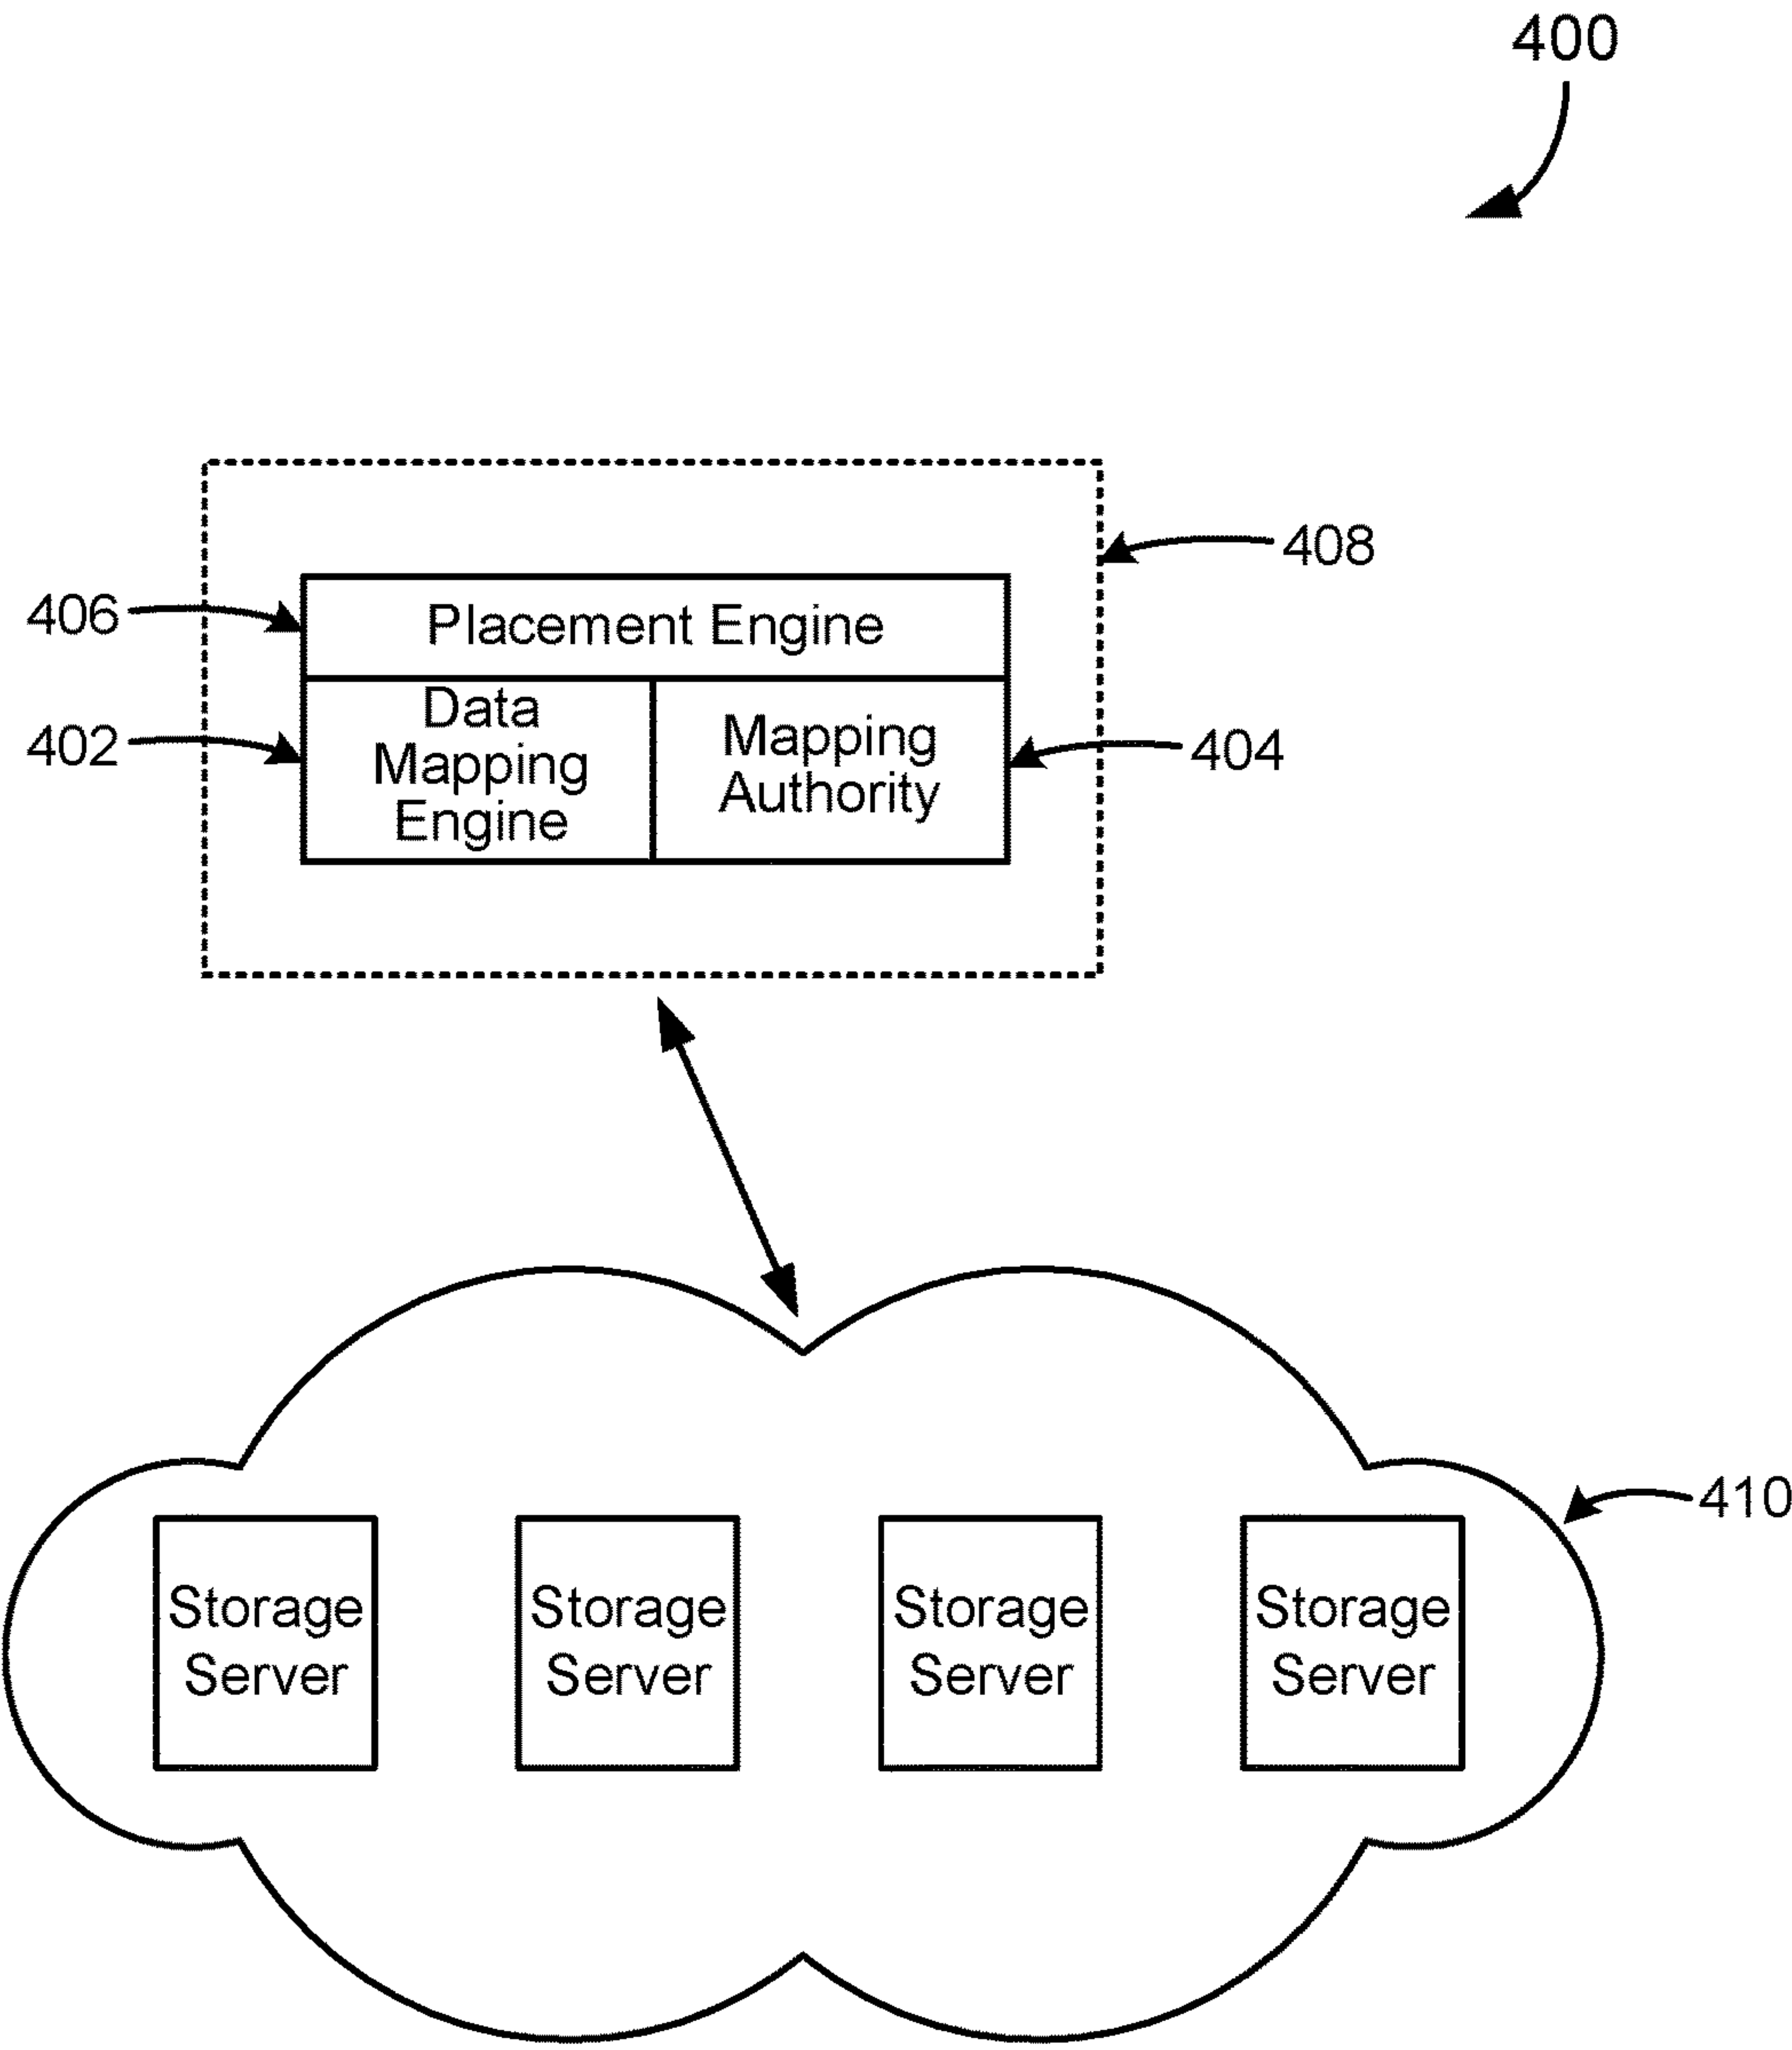 400
408
406
Placement Engine
402
Data
Mapping
Engine
Mapping
Authority
404
410
Storage
Server
Storage
Server
Storage
Server
Storage
Server